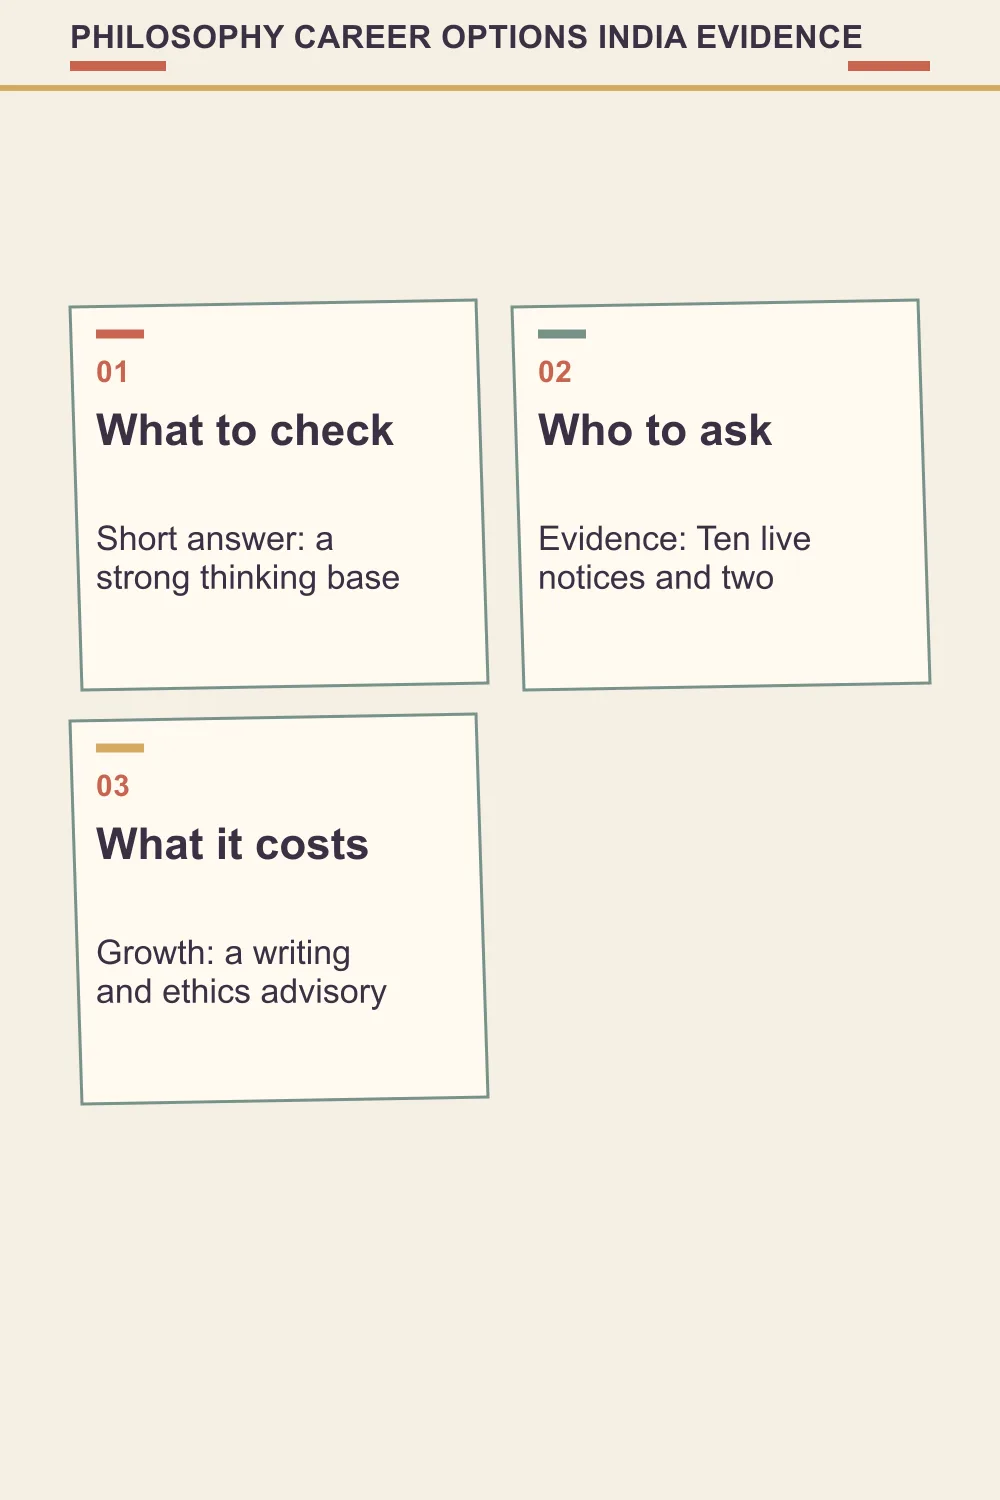 PHILOSOPHY CAREER OPTIONS INDIA EVIDENCE
01
What to check
Short answer: a
strong thinking base
02
Who to ask
Evidence: Ten live
notices and two
03
What it costs
Growth: a writing
and ethics advisory